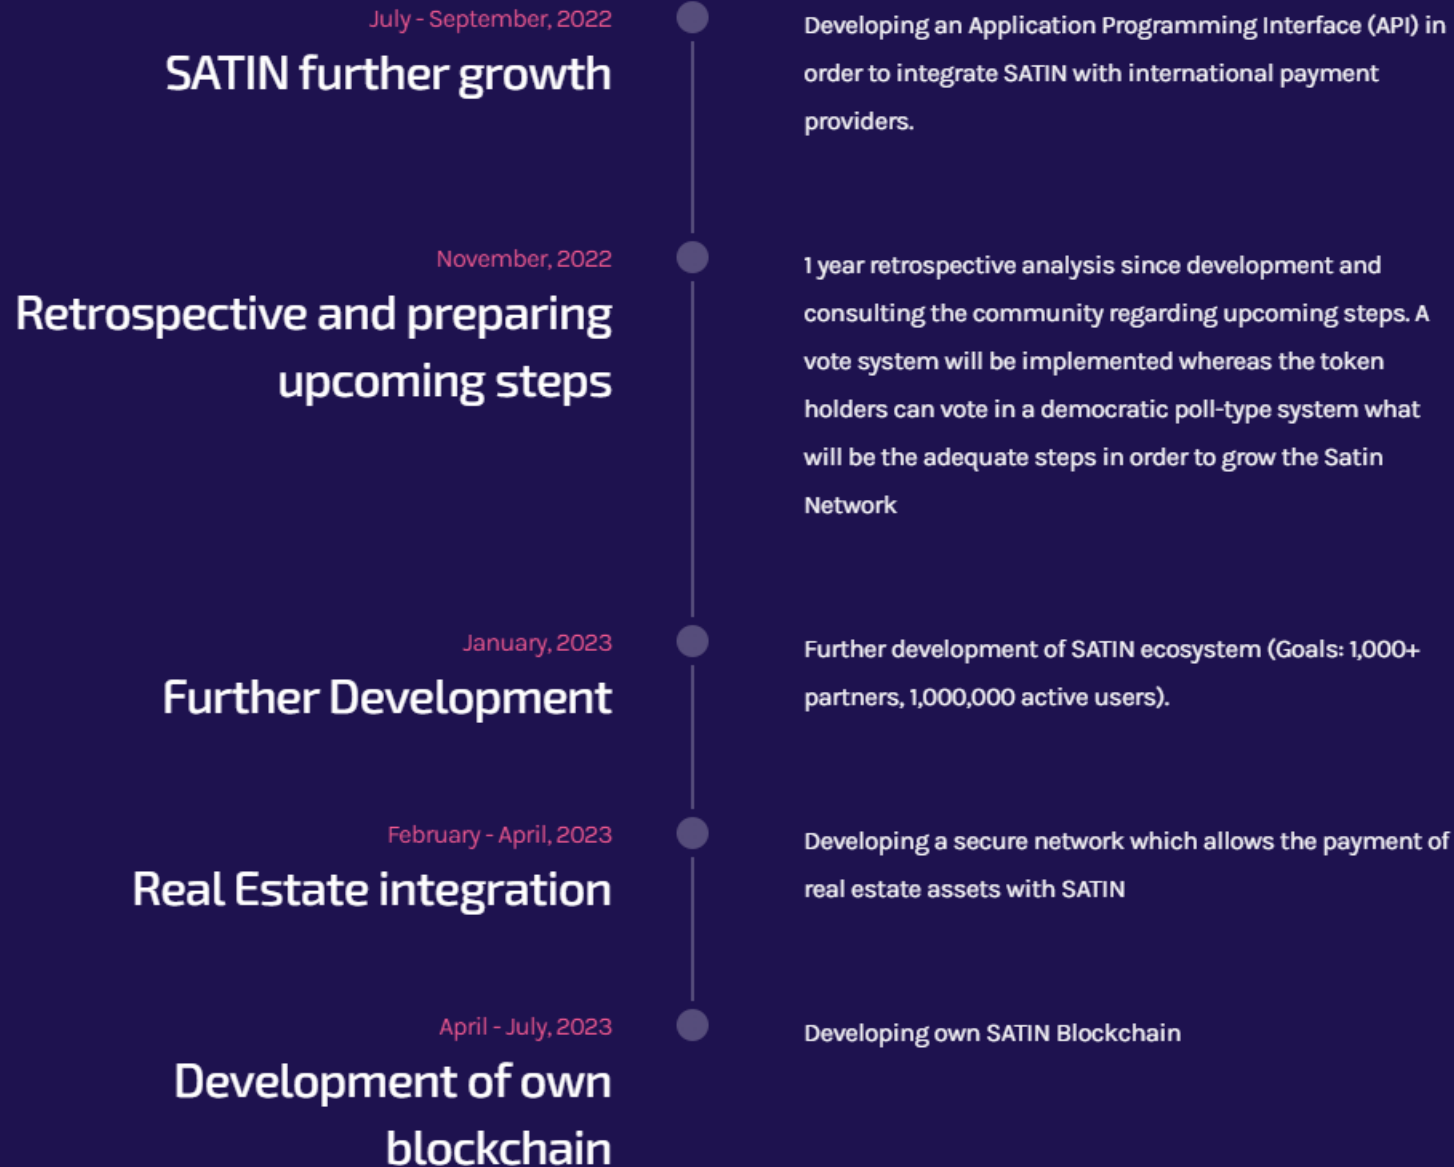 July - September, 2022
SATIN further growth
Developing an Application Programming Interface (API) in
order to integrate SATIN with international payment
providers.
November, 2022
Retrospective and preparing
upcoming steps
1 year retrospective analysis since development and
consulting the community regarding upcoming steps. A
vote system will be implemented whereas the token
holders can vote in a democratic poll-type system what
will be the adequate steps in order to grow the Satin
Network
January, 2023
Further Development
Further development of SATIN ecosystem (Goals: 1,000+
partners, 1,000,000 active users).
February - April, 2023
Real Estate integration
Developing a secure network which allows the payment of
real estate assets with SATIN
April - July, 2023
Development of own
blockchain
Developing own SATIN Blockchain